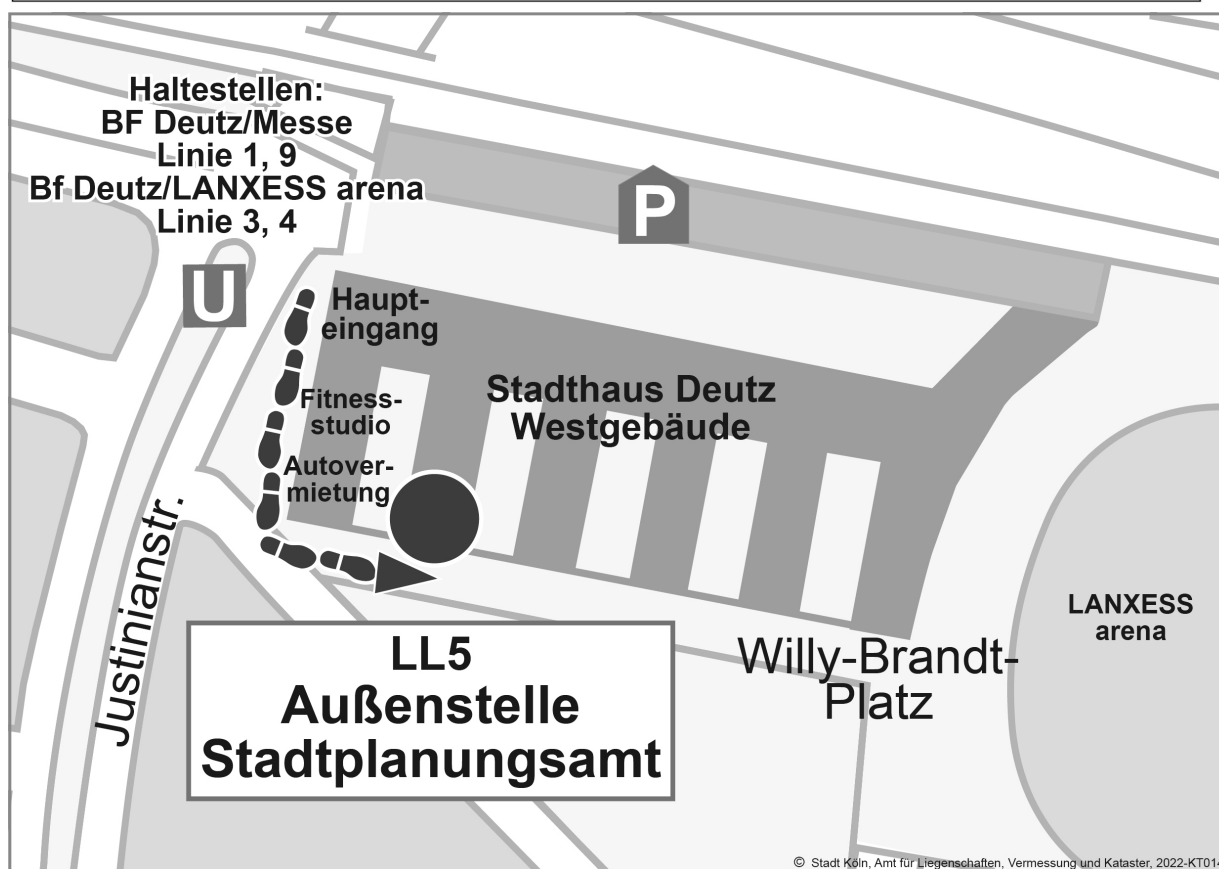 Haltestellen:
BF Deutz/Messe
Linie 1, 9
Bf Deutz/LANXESS arena
Linie 3, 4
P
U
Haupt-
eingang
Stadthaus Deutz
Westgebäude
Fitness-
studio
Autover-
mietung
Justinianstr.
LANXESS
arena
Willy-Brandt-
Platz
LL5
Außenstelle
Stadtplanungsamt
© Stadt Köln, Amt für Liegenschaften, Vermessung und Kataster, 2022-KT014